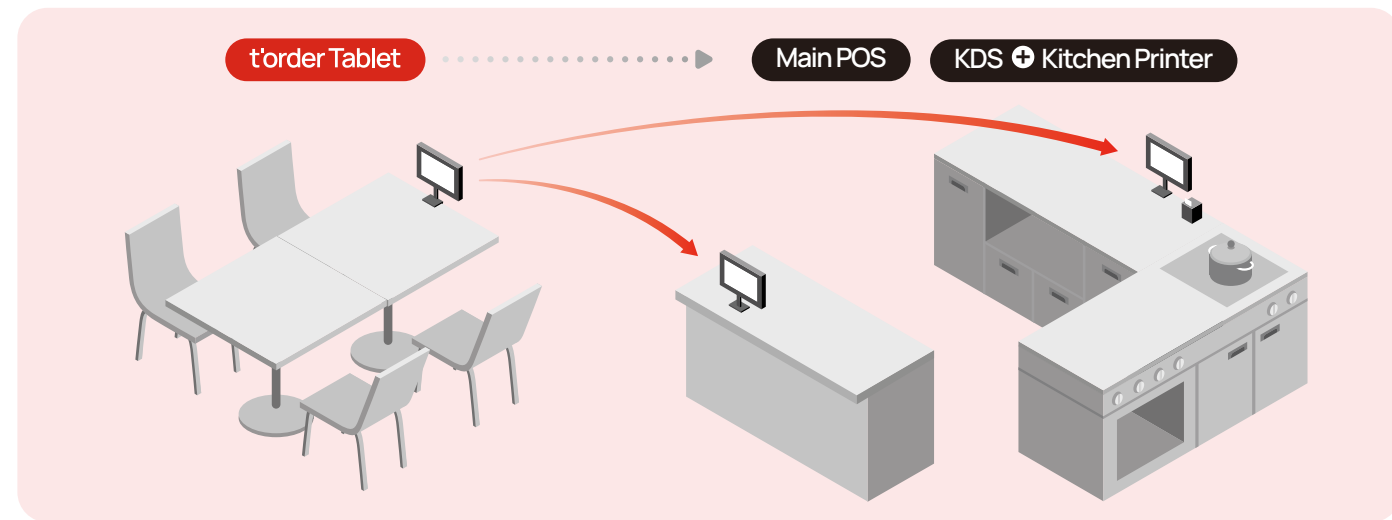 t'order Tablet
Main POS
KDS + Kitchen Printer